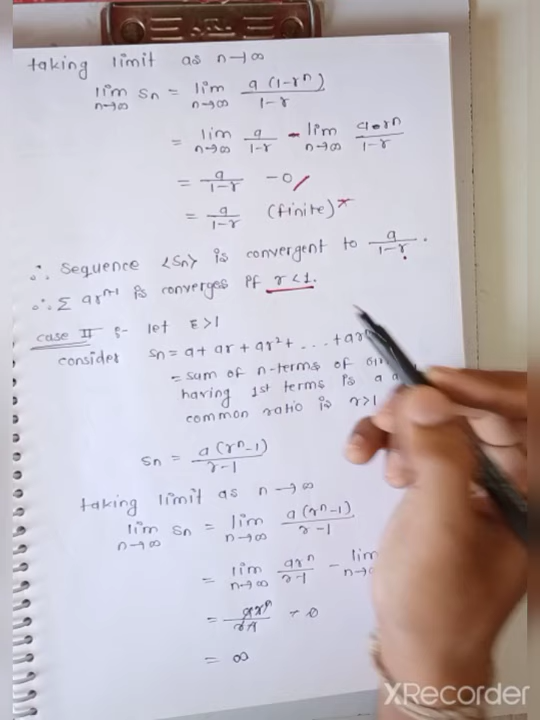 taking limit as n→∞
lim n→∞ Sn = lim n→∞ a(1-rⁿ)/1-r
= lim n→∞ a/1-r - lim n→∞ a•rⁿ/1-r
= a/1-r - 0
= a/1-r (finite)
∴ Sequence <Sn> is convergent to a/1-r.
∴ Σ arⁿ⁻¹ is converges If r<1.
case II :- let ε>1
consider Sn = a+ar+ar²+...+ar
= sum of n-terms of
having 1st terms is a
common ratio is r>1
Sn = a(rⁿ-1)/r-1
taking limit as n→∞
lim n→∞ Sn = lim n→∞ a(rⁿ-1)/r-1
= lim n→∞ arⁿ/r-1 - lim n→∞
= - 0
= ∞
XRecorder